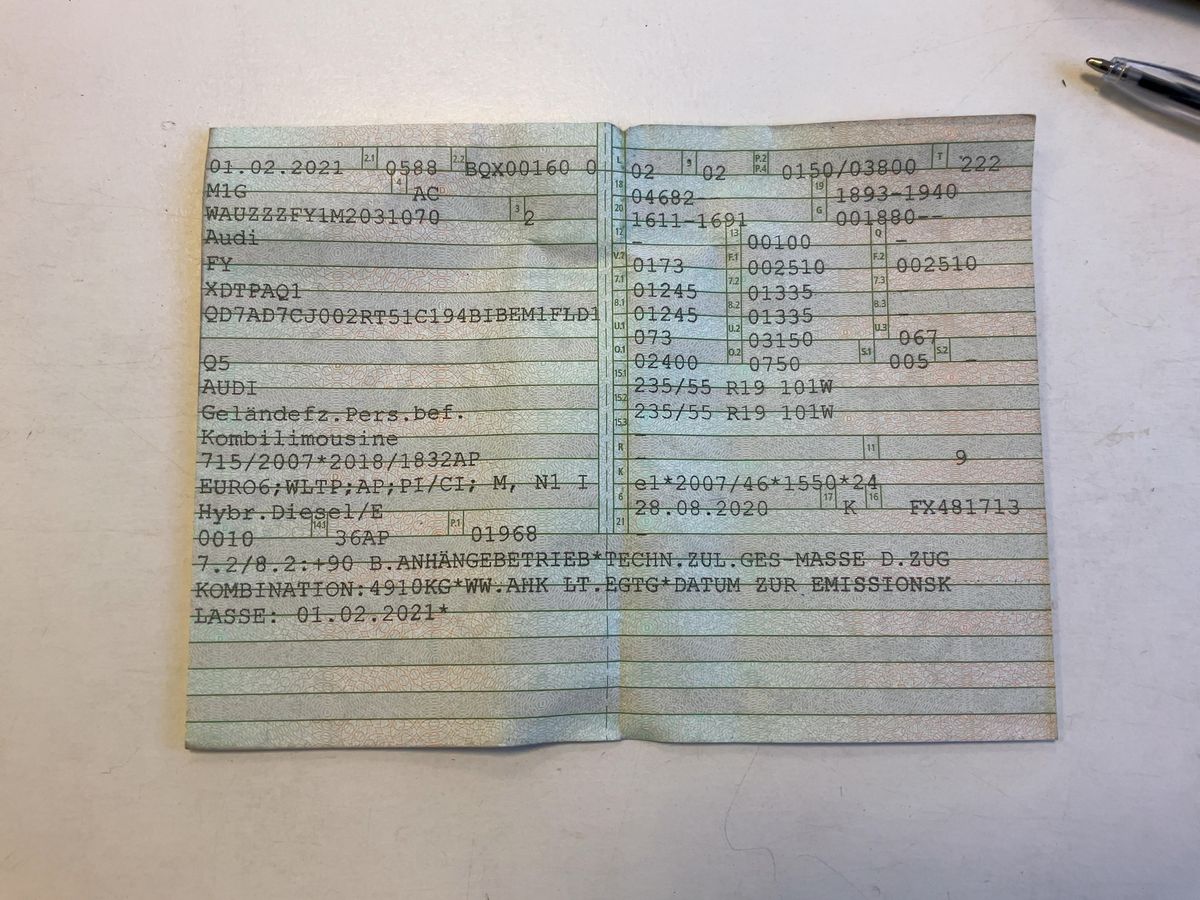 01.02.2021 2.1 0588 2.2 BQX00160 0
M1G 4 AC
WAUZZZFY1M2031070 3 2
Audi
FY
XDTPAQ1
QD7AD7CJ002RT51C194BIBEM1FLD1
Q5
AUDI
Geländefz.Pers.bef.
Kombilimousine
715/2007*2018/1832AP
EURO6;WLTP;AP;PI/CI; M, N1 I
Hybr.Diesel/E
0010 14.1 36AP P.1 01968
L 02 9 02 P.2 P.4 0150/03800 T 222
18 04682- 19 1893-1940
20 1611-1691 G 001880--
12 - 13 00100 Q -
V.7 0173 F.1 002510 F.2 002510
7.1 01245 7.2 01335 7.3
8.1 01245 8.2 01335 8.3 -
U.1 073 U.2 03150 U.3 067
O.1 02400 O.2 0750 S.1 005 S.2 -
15.1 235/55 R19 101W
15.2 235/55 R19 101W
15.3 -
R - 11 9
K e1*2007/46*1550*24
6 28.08.2020 17 K 16 FX481713
21 -
7.2/8.2:+90 B.ANHÄNGEBETRIEB*TECHN.ZUL.GES-MASSE D.ZUG
KOMBINATION:4910KG*WW.AHK LT.EGTG*DATUM ZUR EMISSIONSK
LASSE: 01.02.2021*